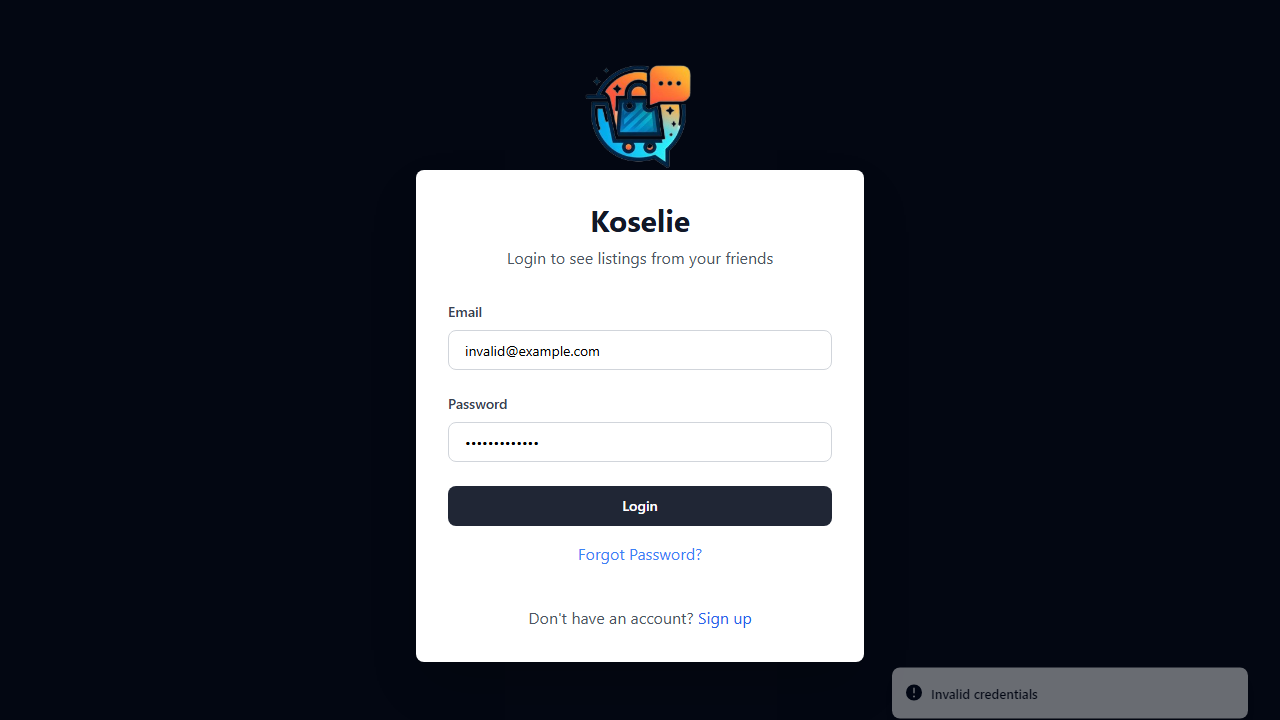 Koselie
Login to see listings from your friends
Email
invalid@example.com
Password
•••••••••••••
Login
Forgot Password?
Don't have an account? Sign up
Invalid credentials